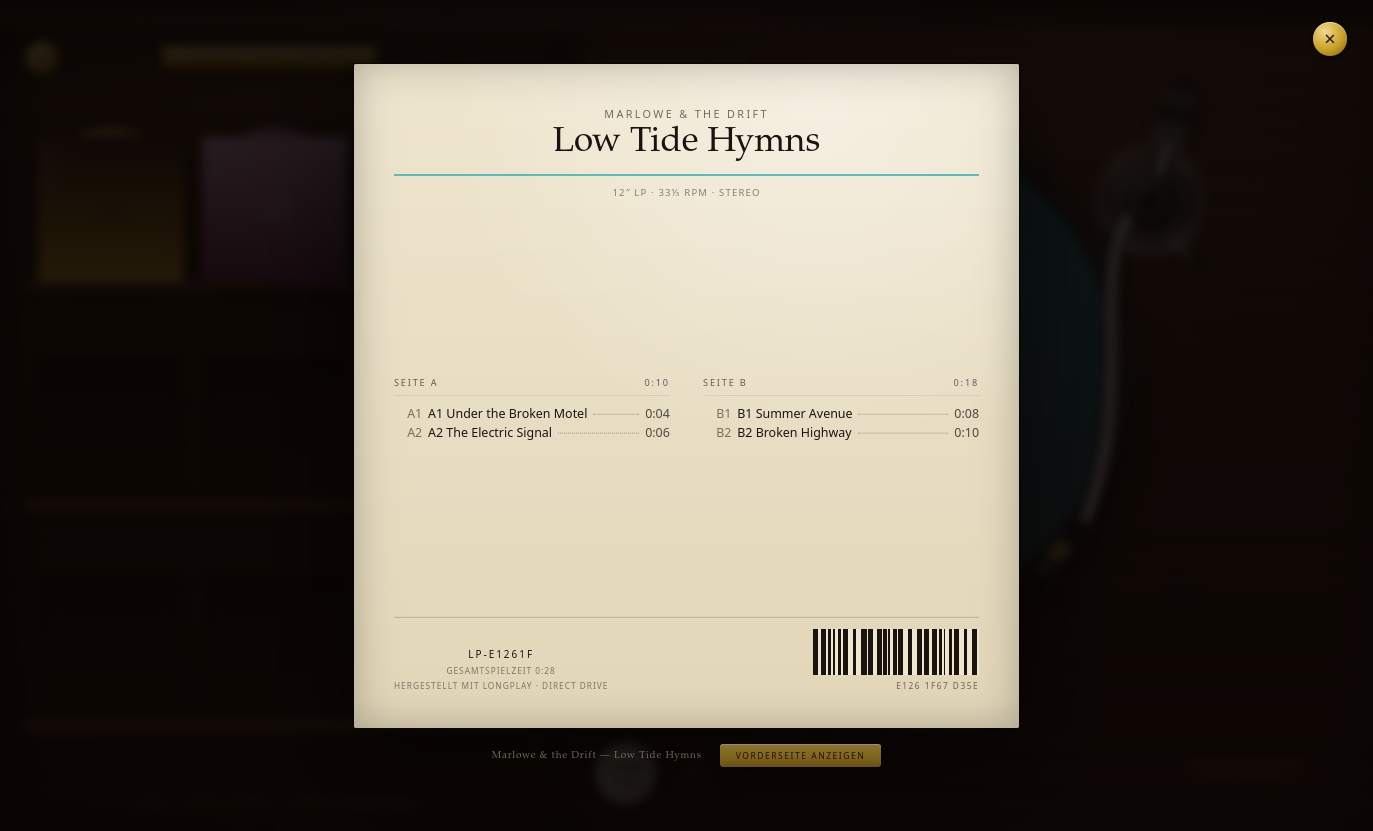 ×
MARLOWE & THE DRIFT
Low Tide Hymns
12″ LP · 33⅓ RPM · STEREO
SEITE A 0:10
A1 A1 Under the Broken Motel 0:04
A2 A2 The Electric Signal 0:06
SEITE B 0:18
B1 B1 Summer Avenue 0:08
B2 B2 Broken Highway 0:10
LP-E1261F
GESAMTSPIELZEIT 0:28
HERGESTELLT MIT LONGPLAY · DIRECT DRIVE
E126 1F67 D35E
Marlowe & the Drift — Low Tide Hymns
VORDERSEITE ANZEIGEN